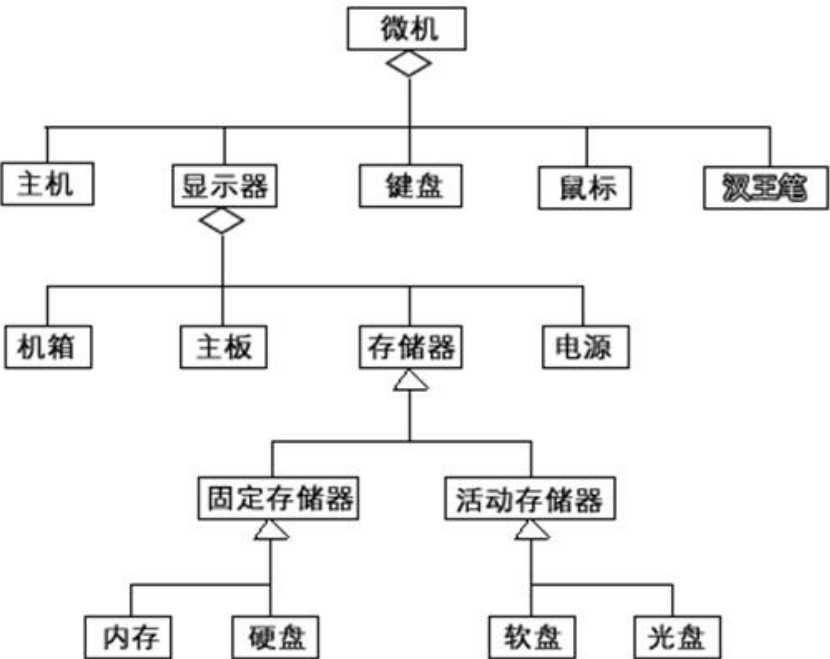 微机
主机 显示器 键盘 鼠标 汉王笔
机箱 主板 存储器 电源
固定存储器 活动存储器
内存 硬盘 软盘 光盘